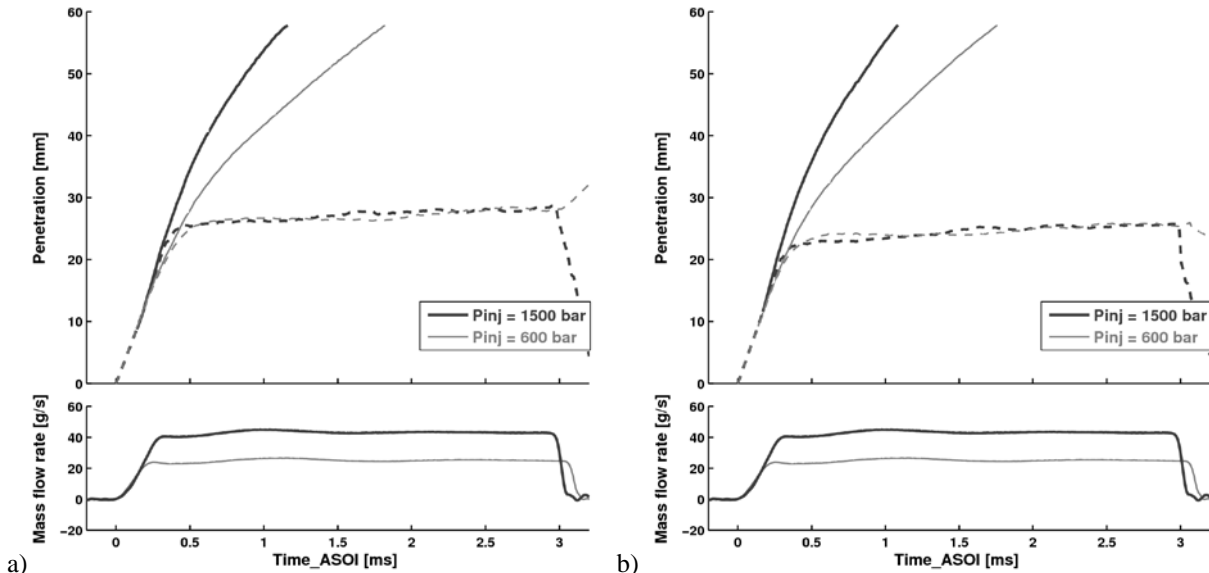 60
50
40
30
20
10
0
Penetration [mm]
Pinj = 1500 bar
Pinj = 600 bar
60
40
20
0
−20
Mass flow rate [g/s]
0 0.5 1 1.5 2 2.5 3
Time_ASOI [ms]
a)
60
50
40
30
20
10
0
Penetration [mm]
Pinj = 1500 bar
Pinj = 600 bar
60
40
20
0
−20
Mass flow rate [g/s]
0 0.5 1 1.5 2 2.5 3
Time_ASOI [ms]
b)